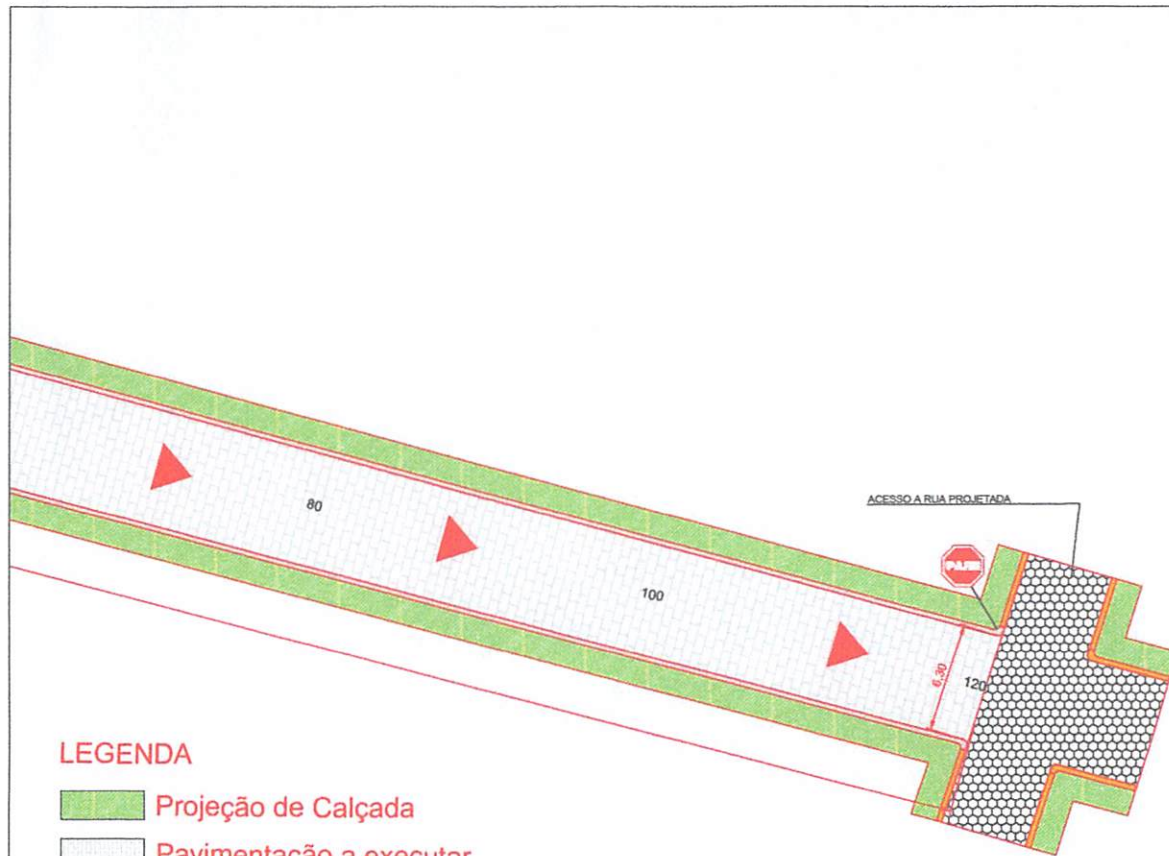 80
100
ACESSO A RUA PROJETADA
PARE
6,30
120
LEGENDA
Projeção de Calçada
Pavimentação a executar